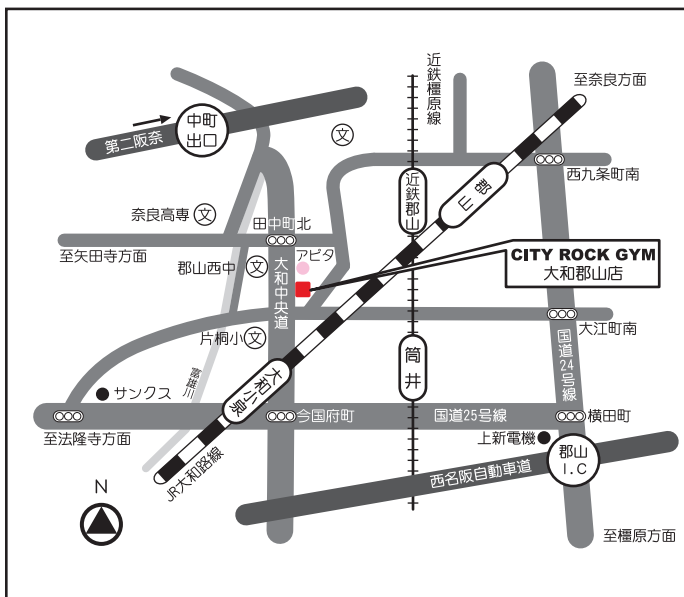 近鉄橿原線
至奈良方面
中町
出口
第二阪奈
文
西九条町南
近鉄郡山
郡山
奈良高専 文
田中町北
至矢田寺方面
アピタ
郡山西中 文
CITY ROCK GYM
大和郡山店
大和中央道
大江町南
片桐小 文
国道24号線
筒井
富雄川
大和小泉
サンクス
今国府町
国道25号線
横田町
至法隆寺方面
上新電機
郡山
I.C
JR大和路線
西名阪自動車道
N
至橿原方面